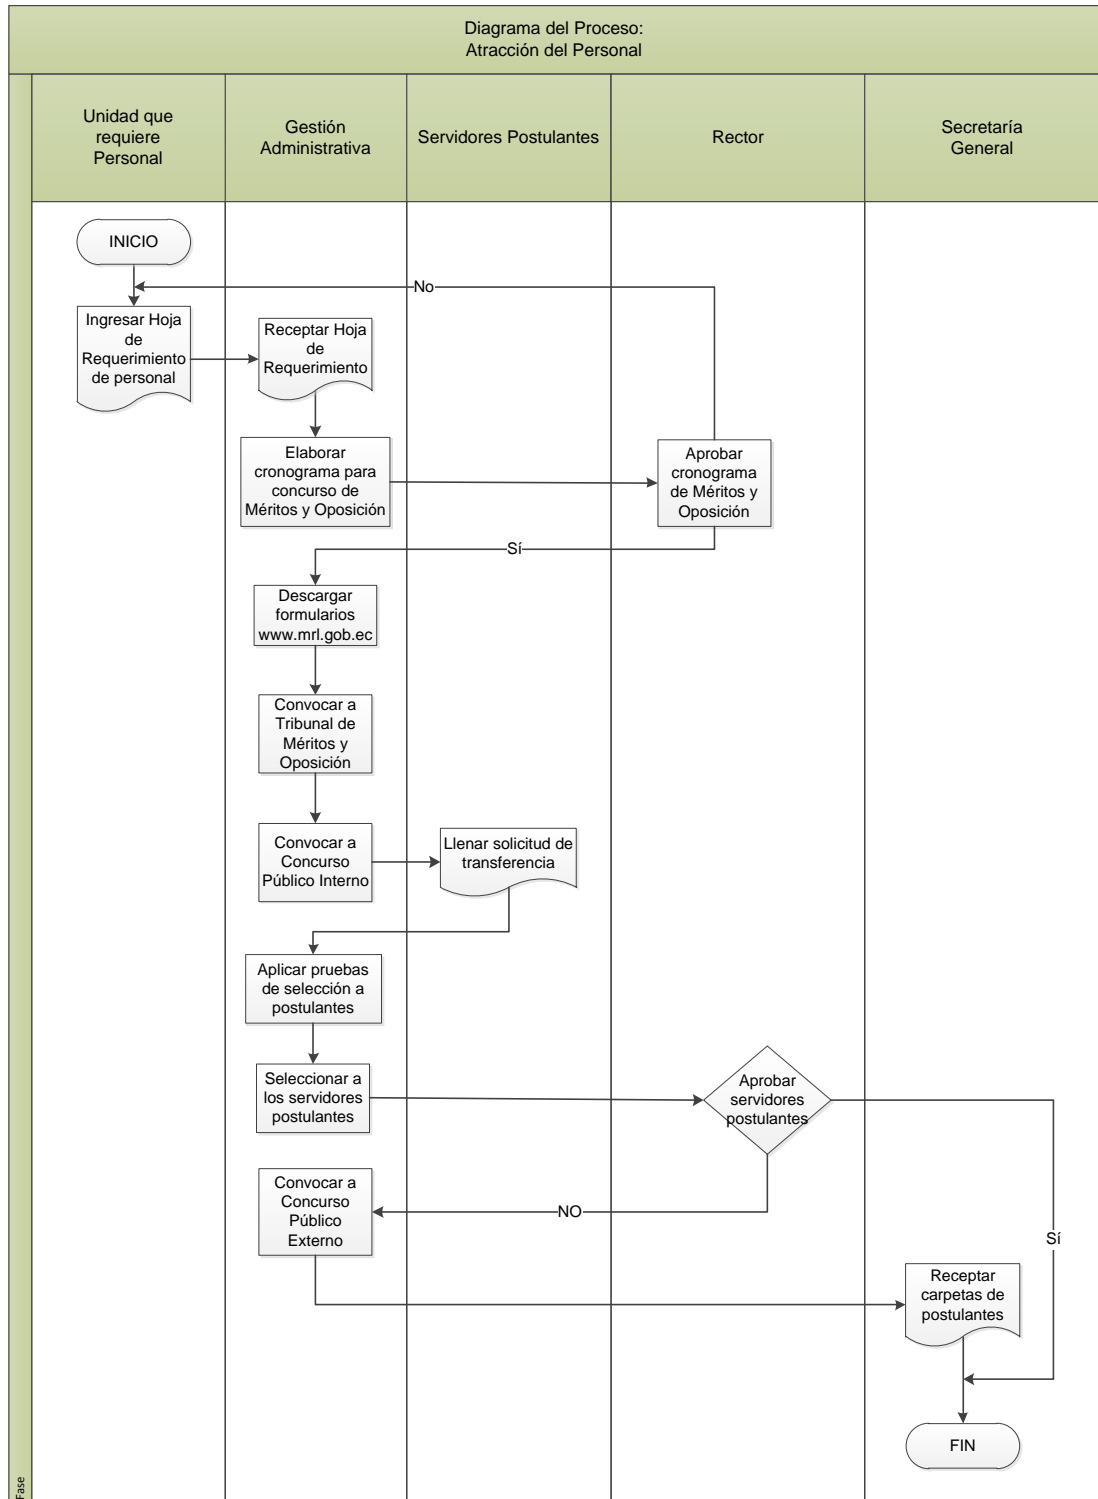 Diagrama del Proceso:
Atracción del Personal
Unidad que
requiere
Personal
Gestión
Administrativa
Servidores Postulantes
Rector
Secretaría
General
INICIO
No
Ingresar Hoja
de
Requerimiento
de personal
Receptar Hoja
de
Requerimiento
Elaborar
cronograma para
concurso de
Méritos y Oposición
Aprobar
cronograma
de Méritos y
Oposición
Sí
Descargar
formularios
www.mrl.gob.ec
Convocar a
Tribunal de
Méritos y
Oposición
Convocar a
Concurso
Público Interno
Llenar solicitud de
transferencia
Aplicar pruebas
de selección a
postulantes
Seleccionar a
los servidores
postulantes
Aprobar
servidores
postulantes
Convocar a
Concurso
Público
Externo
NO
Sí
Receptar
carpetas de
postulantes
FIN
Fase